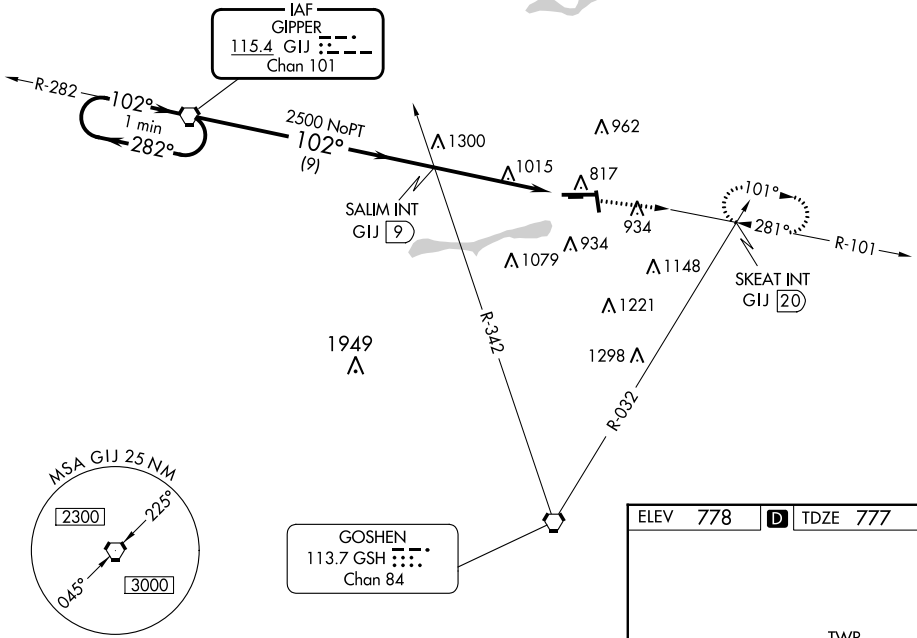 IAF
GIPPER
115.4 GIJ
Chan 101
R-282
102°
1 min
282°
2500 NoPT
102°
(9)
1300
962
1015
817
SALIM INT
GIJ 9
934
934
101°
281°
R-101
1079
1148
SKEAT INT
GIJ 20
1221
1949
R-342
1298
R-032
MSA GIJ 25 NM
2300
225°
045°
3000
GOSHEN
113.7 GSH
Chan 84
ELEV 778 D TDZE 777
TWR